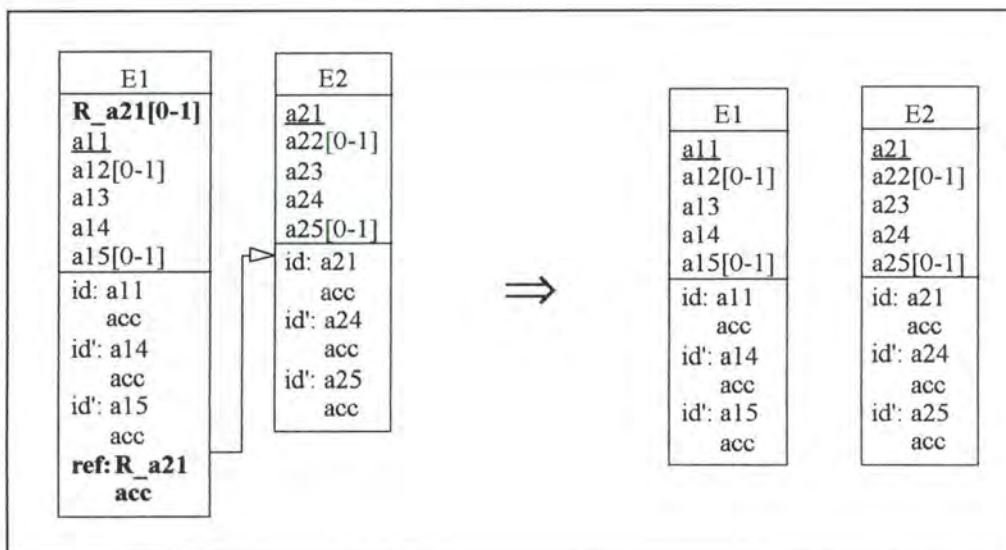 E1
R_a21[0-1]
a11
a12[0-1]
a13
a14
a15[0-1]
id: a11
acc
id': a14
acc
id': a15
acc
ref: R_a21
acc
E2
a21
a22[0-1]
a23
a24
a25[0-1]
id: a21
acc
id': a24
acc
id': a25
acc
⇒
E1
a11
a12[0-1]
a13
a14
a15[0-1]
id: a11
acc
id': a14
acc
id': a15
acc
E2
a21
a22[0-1]
a23
a24
a25[0-1]
id: a21
acc
id': a24
acc
id': a25
acc